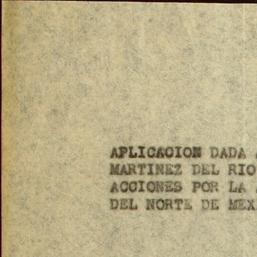 APLICACION DADA
MARTINEZ DEL RIO
ACCIONES POR LA
DEL NORTE DE MEX